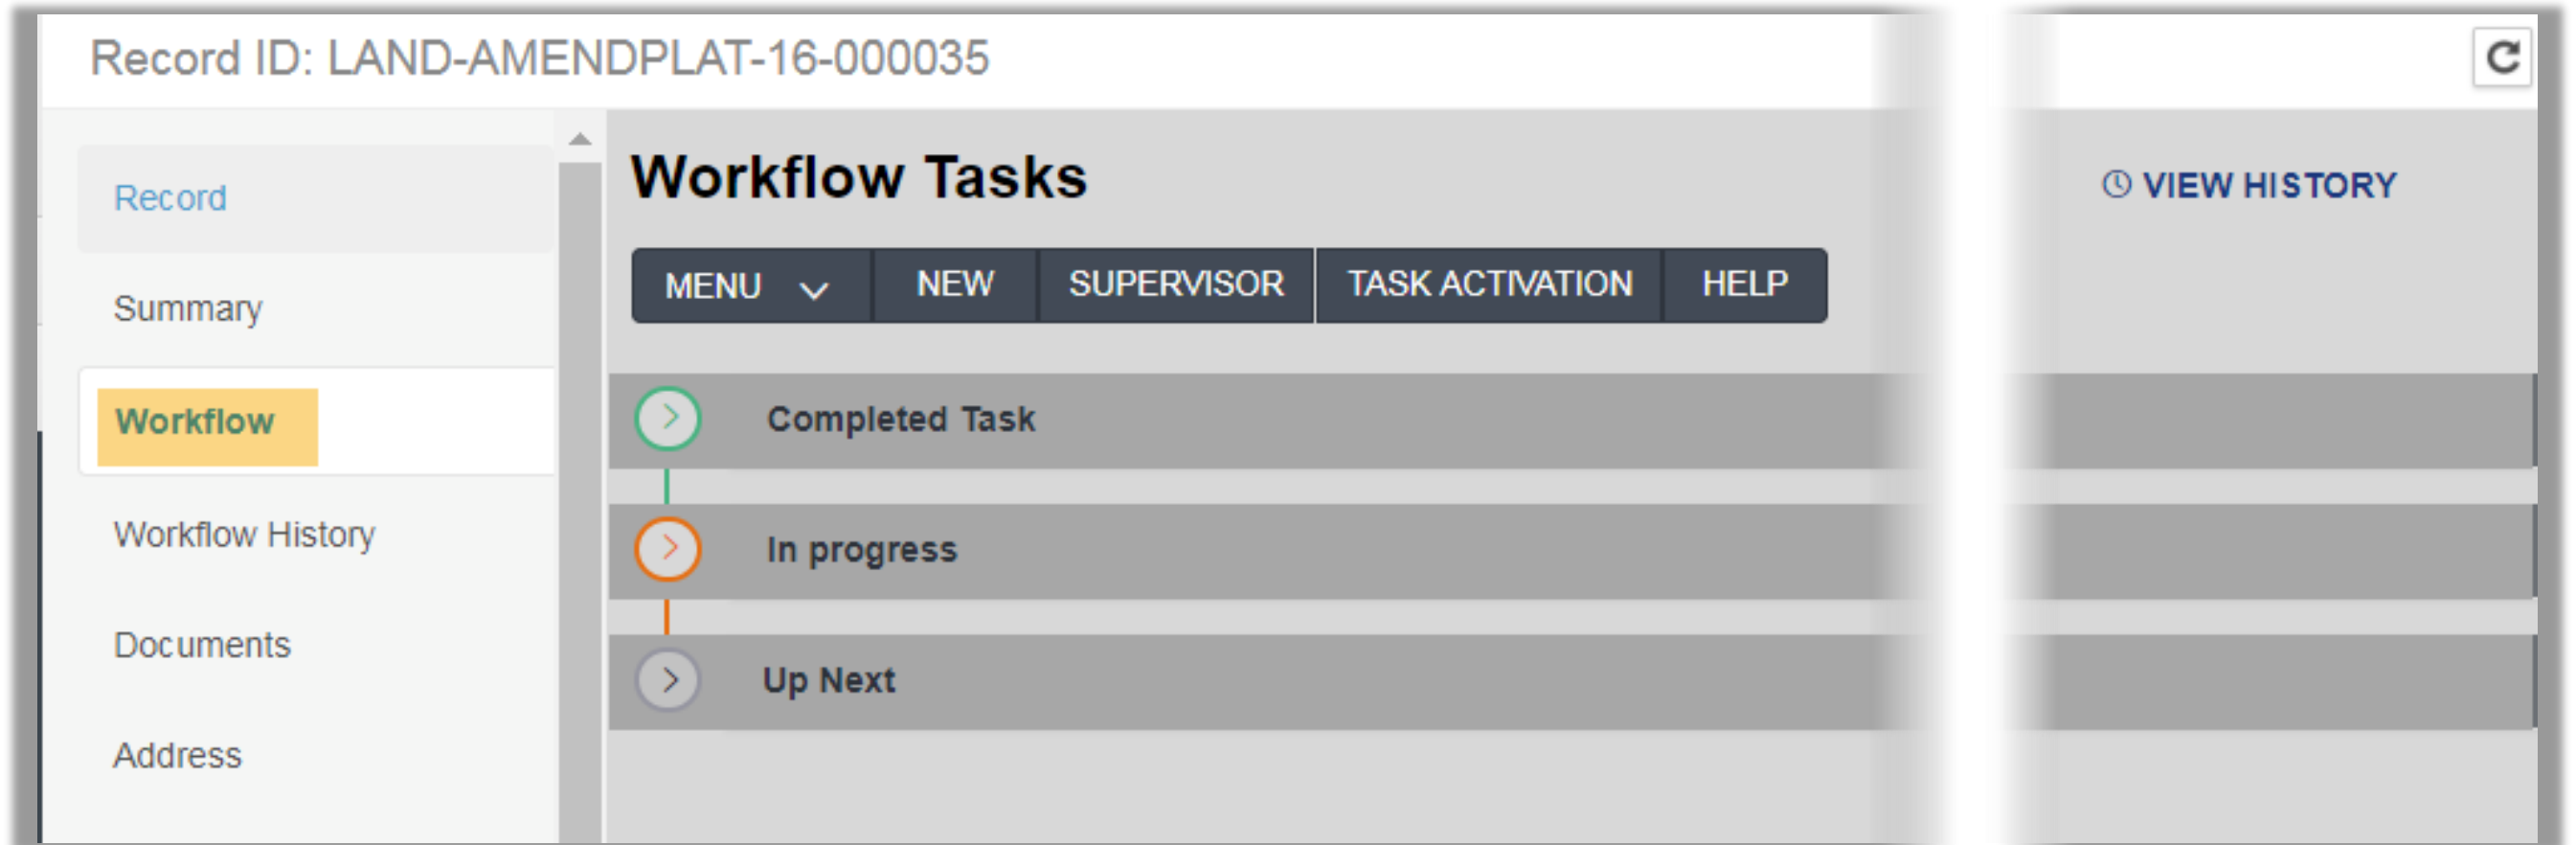 Record ID: LAND-AMENDPLAT-16-000035
Record
Summary
Workflow
Workflow History
Documents
Address
Workflow Tasks
VIEW HISTORY
MENU NEW SUPERVISOR TASK ACTIVATION HELP
Completed Task
In progress
Up Next